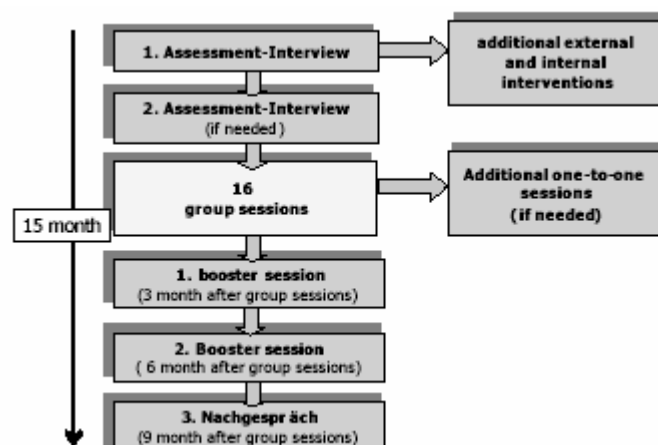 1. Assessment-Interview
additional external
and internal
interventions
2. Assessment-Interview
(if needed)
16
group sessions
Additional one-to-one
sessions
(if needed)
15 month
1. booster session
(3 month after group sessions)
2. Booster session
( 6 month after group sessions)
3. Nachgespräch
(9 month after group sessions)